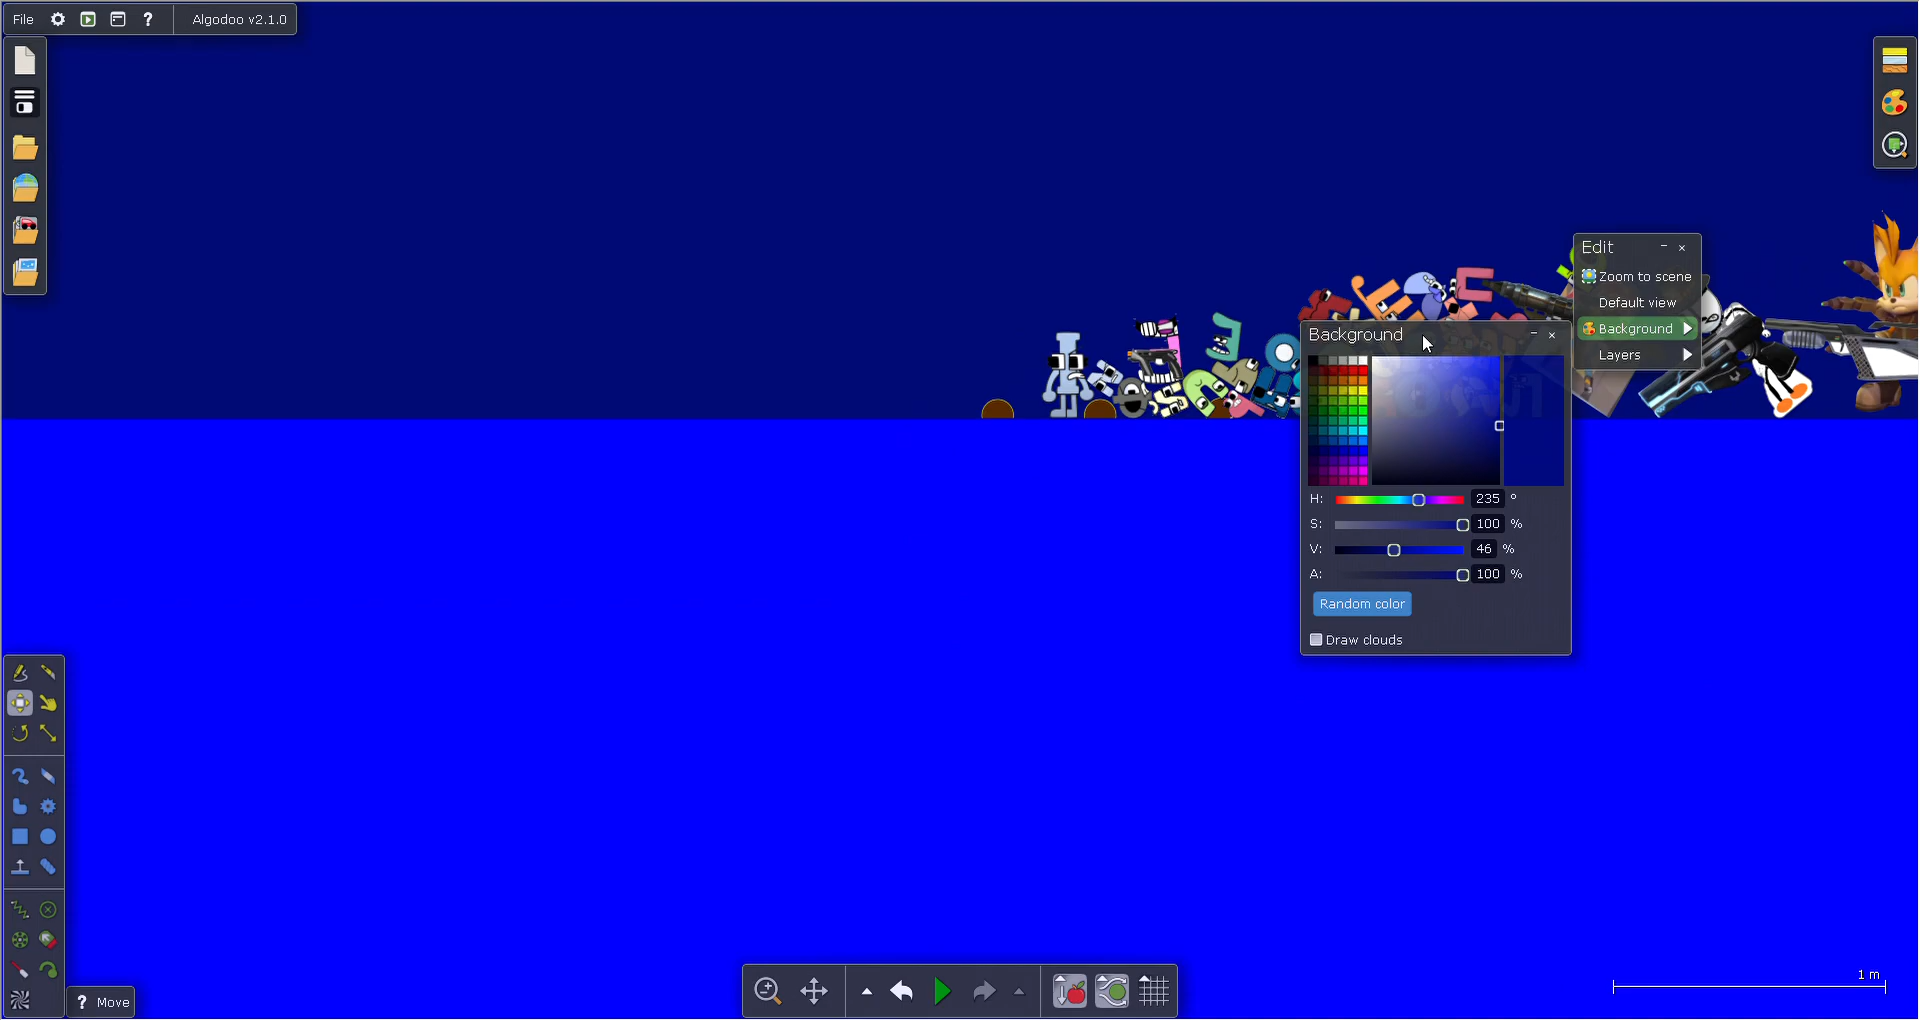 File
?
Algodoo v2.1.0
Edit
Zoom to scene
Default view
Background
Layers
Background
H: 235 °
S: 100 %
V: 46 %
A: 100 %
Random color
Draw clouds
? Move
1 m